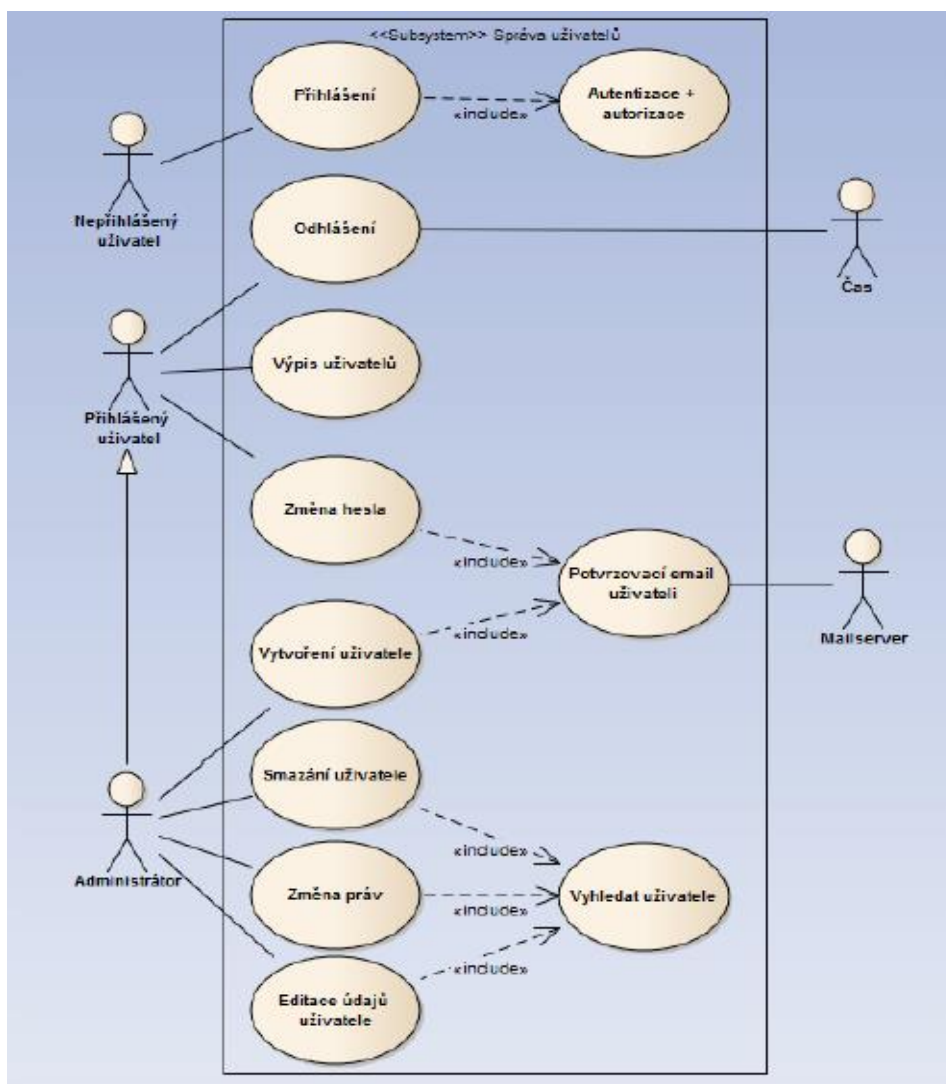 <<Subsystem>> Správa uživatelů
Přihlášení
«include»
Autentizace +
autorizace
Nepřihlášený
uživatel
Odhlášení
Čas
Výpis uživatelů
Přihlášený
uživatel
Změna hesla
«include»
Potvrzovací email
uživateli
Mailserver
«include»
Vytvoření uživatele
Smazání uživatele
«include»
Administrátor
Změna práv
«include»
Vyhledat uživatele
«include»
Editace údajů
uživatele